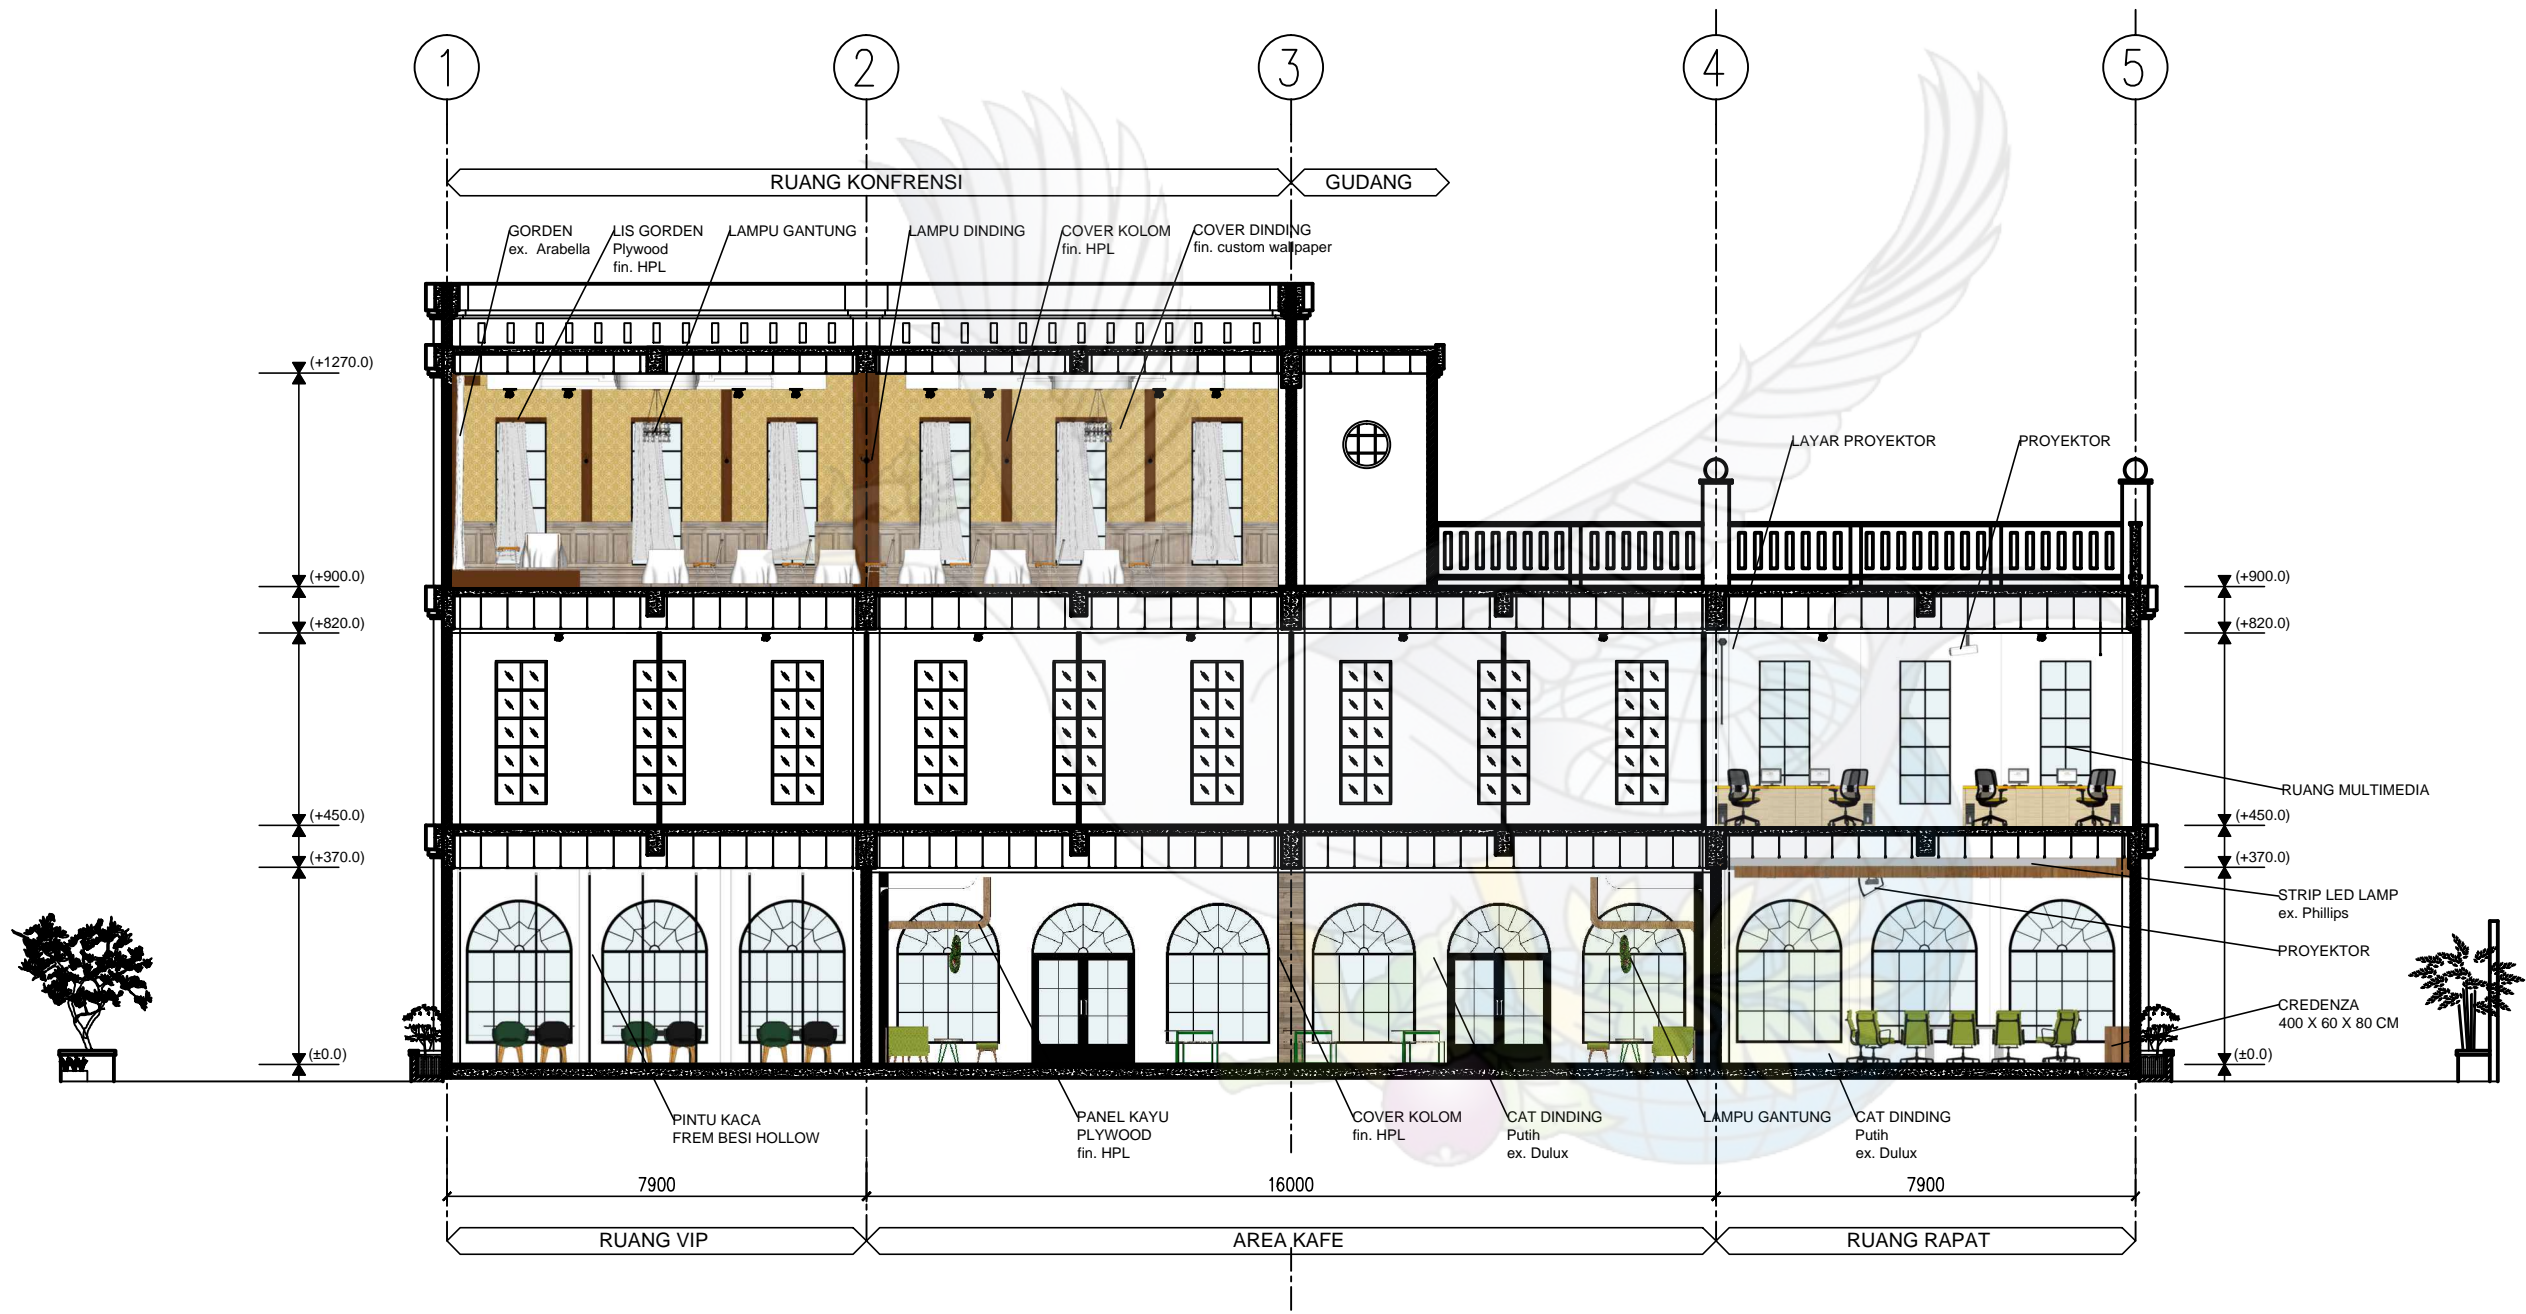 1
2
3
4
5
RUANG KONFRENSI
GUDANG
GORDEN
ex. Arabella
LIS GORDEN
Plywood
fin. HPL
LAMPU GANTUNG
LAMPU DINDING
COVER KOLOM
fin. HPL
COVER DINDING
fin. custom wallpaper
(+1270.0)
(+900.0)
(+820.0)
(+450.0)
(+370.0)
(±0.0)
LAYAR PROYEKTOR
PROYEKTOR
(+900.0)
(+820.0)
RUANG MULTIMEDIA
(+450.0)
(+370.0)
STRIP LED LAMP
ex. Phillips
PROYEKTOR
CREDENZA
400 X 60 X 80 CM
(±0.0)
PINTU KACA
FREM BESI HOLLOW
PANEL KAYU
PLYWOOD
fin. HPL
COVER KOLOM
fin. HPL
CAT DINDING
Putih
ex. Dulux
LAMPU GANTUNG
CAT DINDING
Putih
ex. Dulux
7900
16000
7900
RUANG VIP
AREA KAFE
RUANG RAPAT